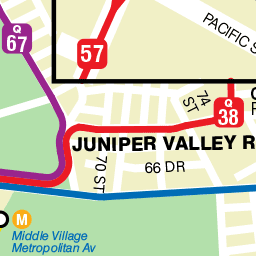 PACIFIC S
Q
67
57
74
ST
Q
38
JUNIPER VALLEY R
70 ST
66 DR
M
Middle Village
Metropolitan Av